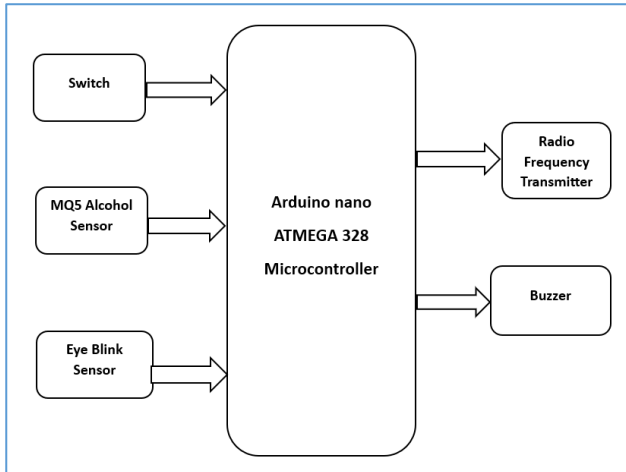 Switch
MQ5 Alcohol
Sensor
Eye Blink
Sensor
Arduino nano
ATMEGA 328
Microcontroller
Radio
Frequency
Transmitter
Buzzer